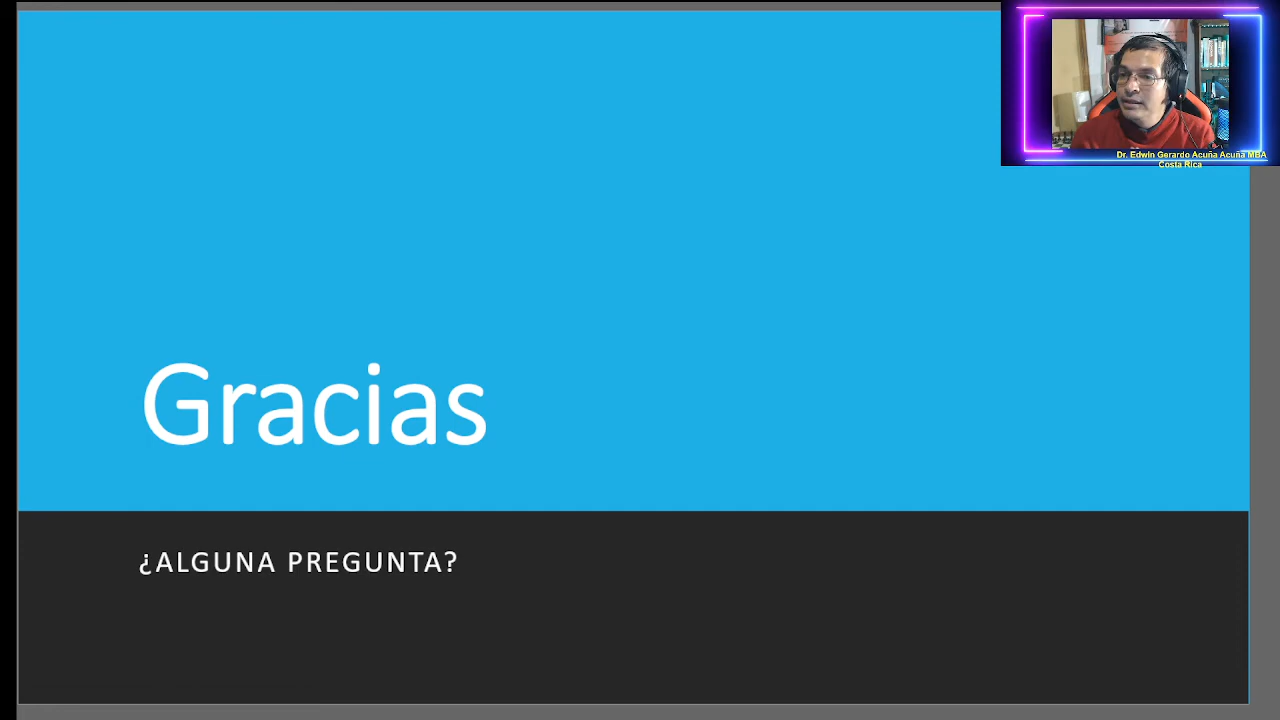 Dr. Edwin Gerardo Acuña Acuña MBA
Costa Rica
Gracias
¿ALGUNA PREGUNTA?